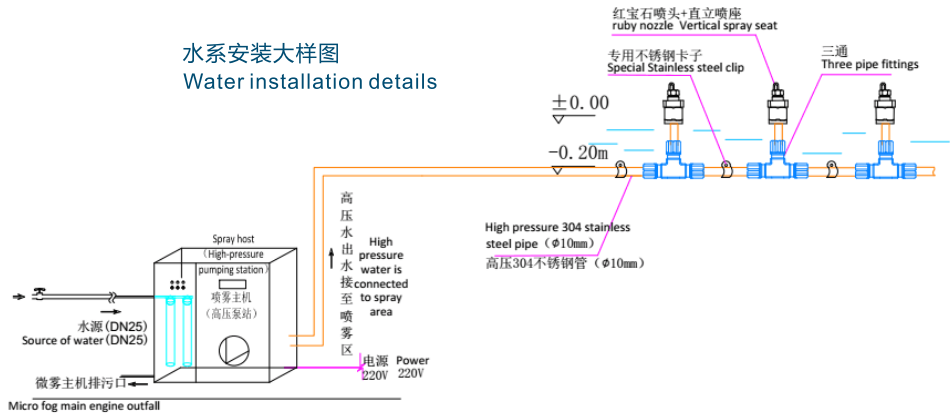 水系安装大样图
Water installation details
红宝石喷头+直立喷座
ruby nozzle Vertical spray seat
专用不锈钢卡子
Special Stainless steel clip
三通
Three pipe fittings
±0.00
-0.20m
High pressure 304 stainless
steel pipe（Φ10mm）
高压304不锈钢管（Φ10mm）
高压水出水接至喷雾区
High
pressure
water is
connected
to spray
area
Spray host
（High-pressure
pumping station）
喷雾主机
（高压泵站）
水源(DN25)
Source of water(DN25)
电源 Power
220V 220V
微雾主机排污口
Micro fog main engine outfall